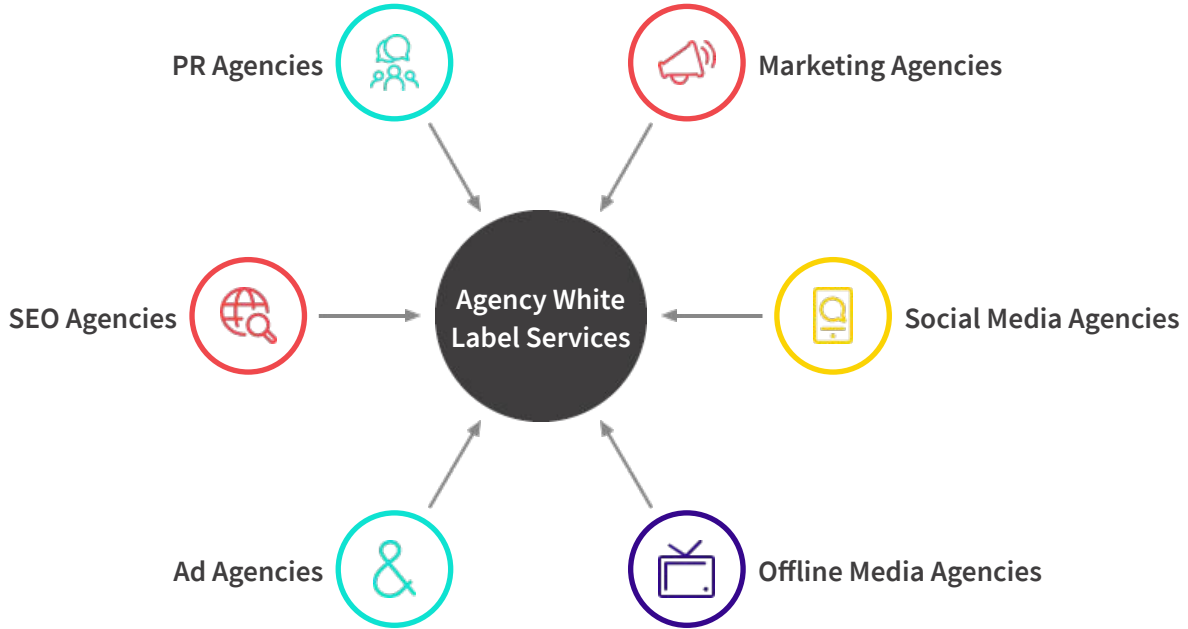 PR Agencies
Marketing Agencies
Agency White
Label Services
SEO Agencies
Social Media Agencies
Ad Agencies
Offline Media Agencies